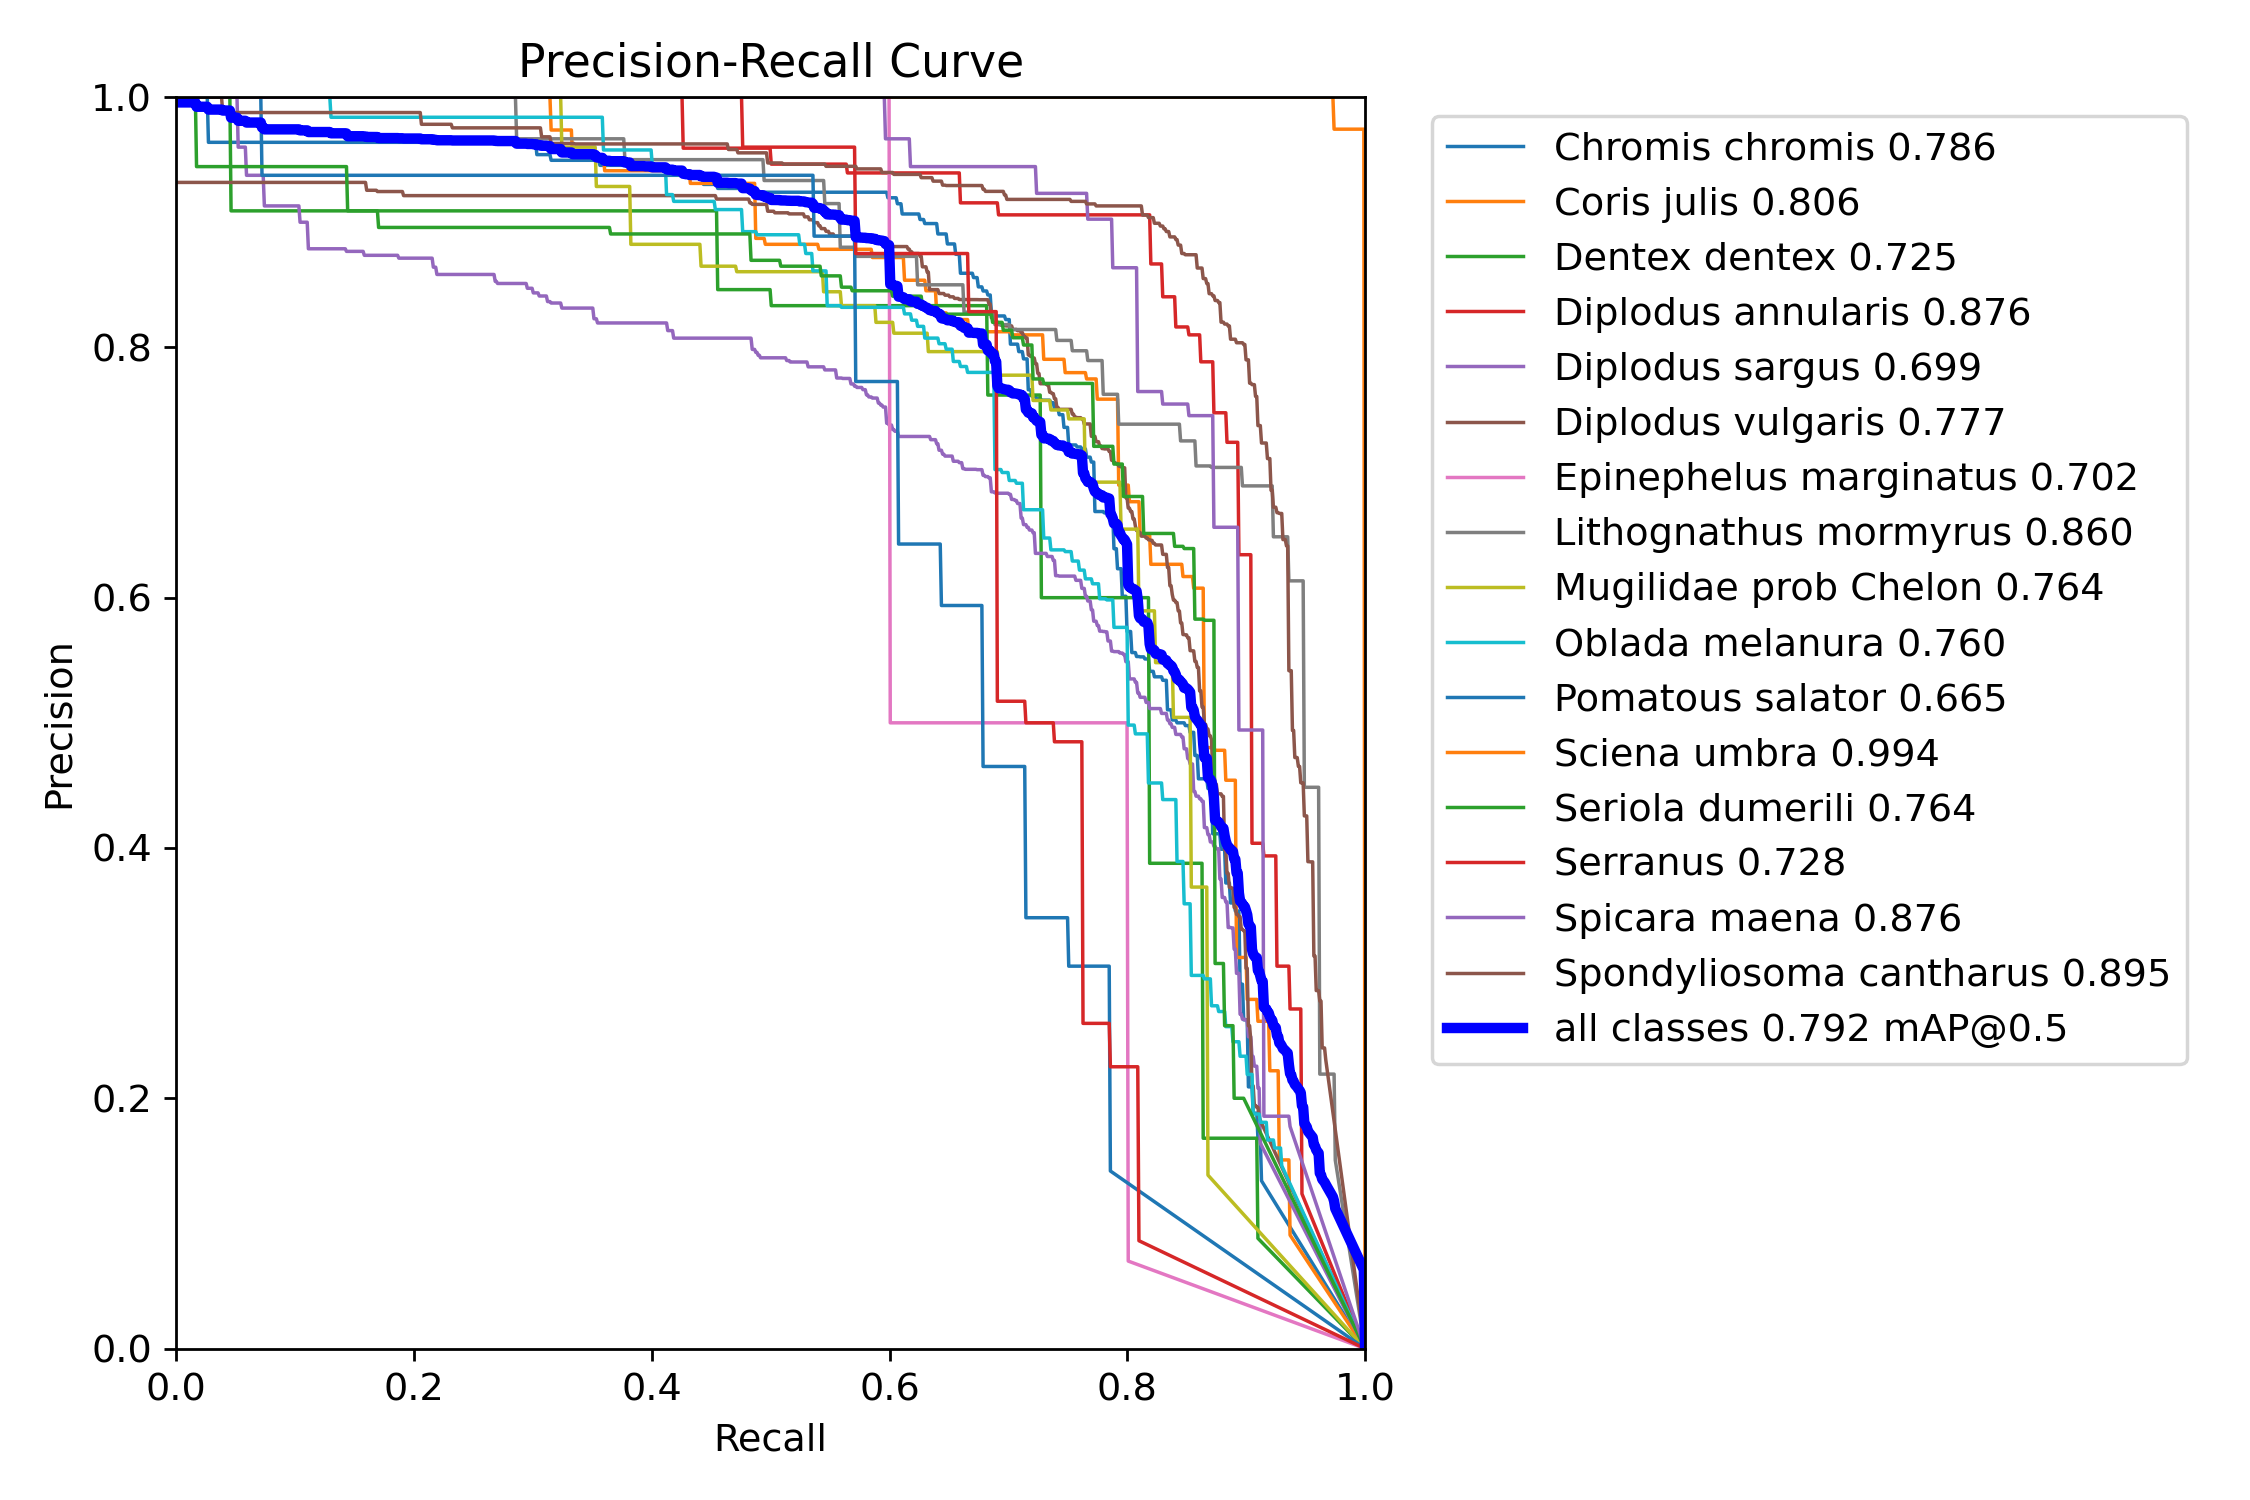 Precision-Recall Curve
1.0
0.8
0.6
0.4
0.2
0.0
Precision
0.0 0.2 0.4 0.6 0.8 1.0
Recall
Chromis chromis 0.786
Coris julis 0.806
Dentex dentex 0.725
Diplodus annularis 0.876
Diplodus sargus 0.699
Diplodus vulgaris 0.777
Epinephelus marginatus 0.702
Lithognathus mormyrus 0.860
Mugilidae prob Chelon 0.764
Oblada melanura 0.760
Pomatous salator 0.665
Sciena umbra 0.994
Seriola dumerili 0.764
Serranus 0.728
Spicara maena 0.876
Spondyliosoma cantharus 0.895
all classes 0.792 mAP@0.5